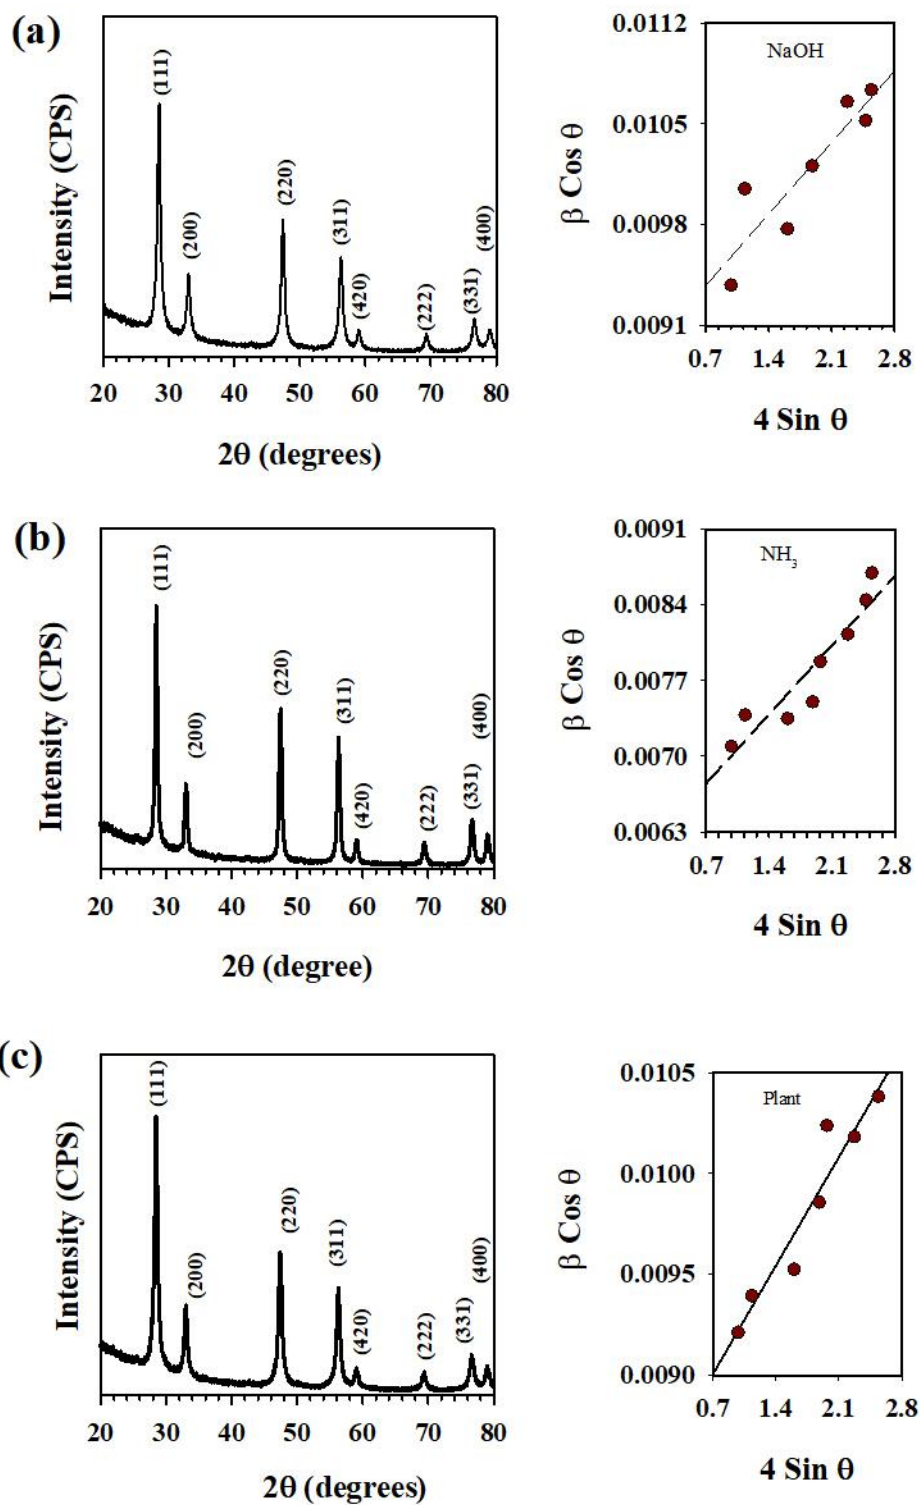 (a)
Intensity (CPS)
(111)
(200)
(220)
(311)
(420)
(222)
(331)
(400)
20 30 40 50 60 70 80
2θ (degrees)
NaOH
β Cos θ
0.0112
0.0105
0.0098
0.0091
0.7 1.4 2.1 2.8
4 Sin θ
(b)
Intensity (CPS)
(111)
(200)
(220)
(311)
(420)
(222)
(331)
(400)
20 30 40 50 60 70 80
2θ (degree)
NH3
β Cos θ
0.0091
0.0084
0.0077
0.0070
0.0063
0.7 1.4 2.1 2.8
4 Sin θ
(c)
Intensity (CPS)
(111)
(200)
(220)
(311)
(420)
(222)
(331)
(400)
20 30 40 50 60 70 80
2θ (degrees)
Plant
β Cos θ
0.0105
0.0100
0.0095
0.0090
0.7 1.4 2.1 2.8
4 Sin θ